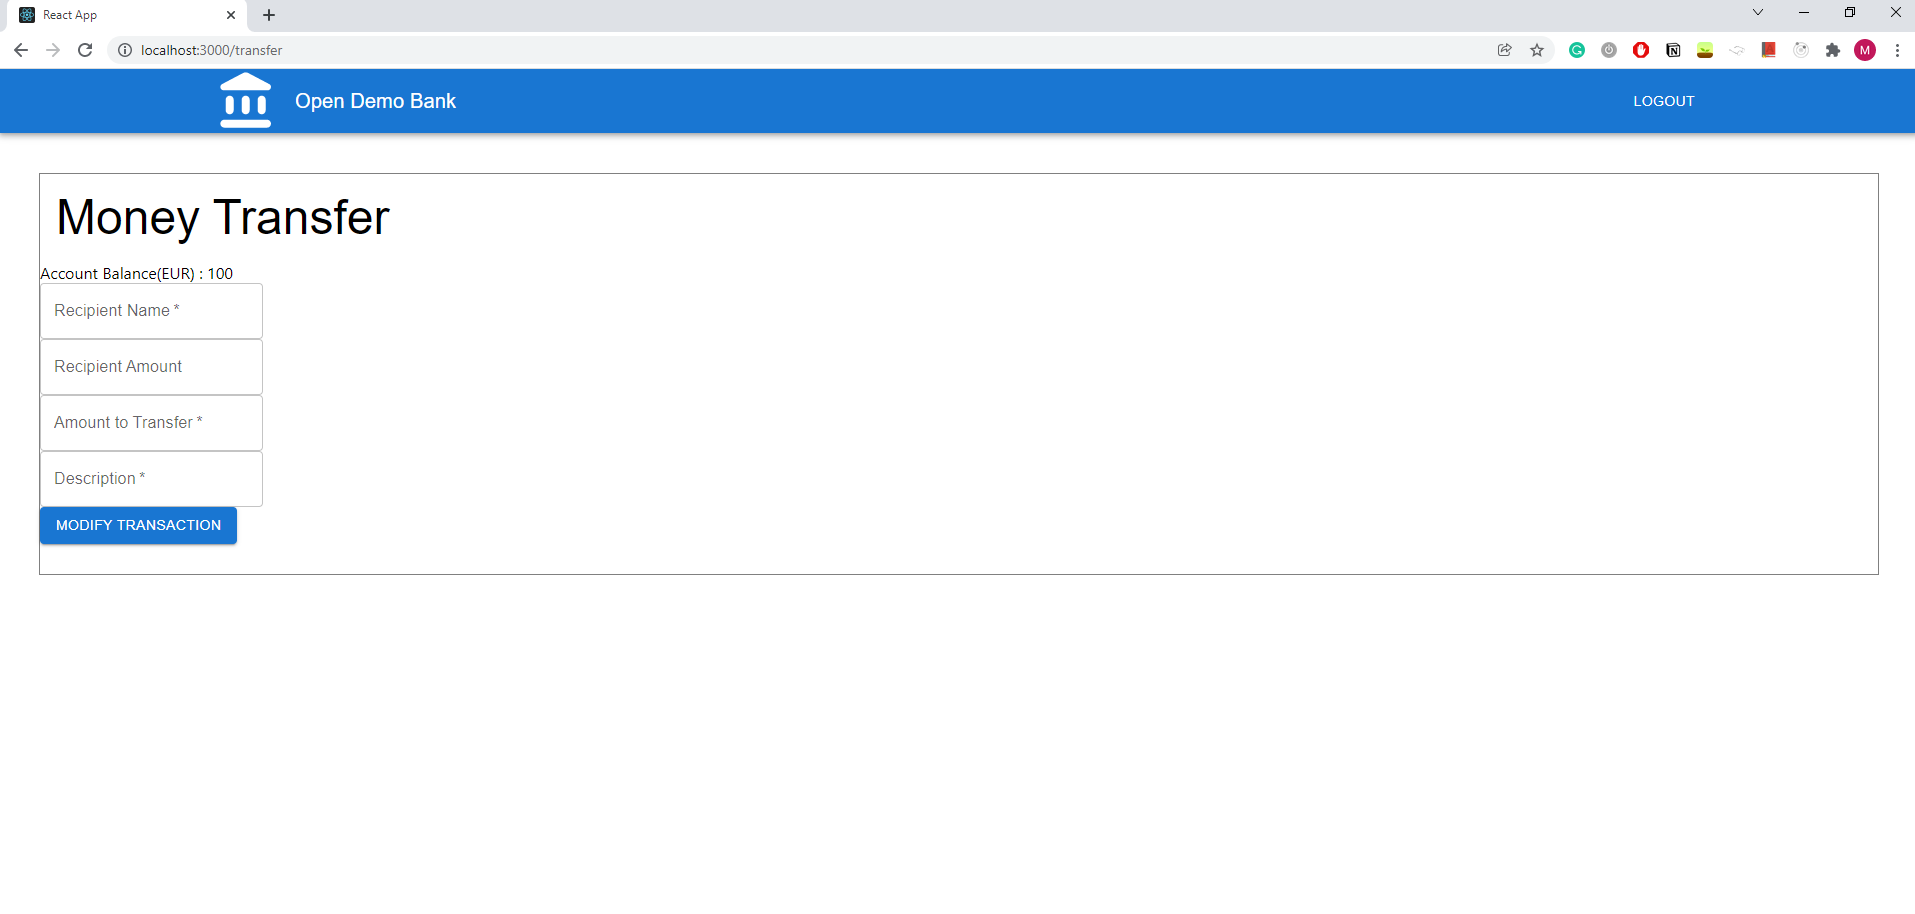 React App
localhost:3000/transfer
M
Open Demo Bank
LOGOUT
Money Transfer
Account Balance(EUR) : 100
Recipient Name *
Recipient Amount
Amount to Transfer *
Description *
MODIFY TRANSACTION